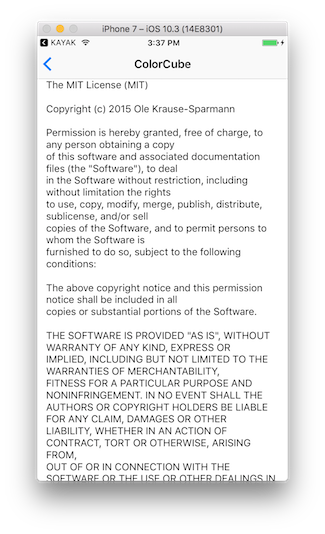 iPhone 7 – iOS 10.3 (14E8301)
KAYAK 3:37 PM
ColorCube
The MIT License (MIT)
Copyright (c) 2015 Ole Krause-Sparmann
Permission is hereby granted, free of charge, to
any person obtaining a copy
of this software and associated documentation
files (the "Software"), to deal
in the Software without restriction, including
without limitation the rights
to use, copy, modify, merge, publish, distribute,
sublicense, and/or sell
copies of the Software, and to permit persons to
whom the Software is
furnished to do so, subject to the following
conditions:
The above copyright notice and this permission
notice shall be included in all
copies or substantial portions of the Software.
THE SOFTWARE IS PROVIDED "AS IS", WITHOUT
WARRANTY OF ANY KIND, EXPRESS OR
IMPLIED, INCLUDING BUT NOT LIMITED TO THE
WARRANTIES OF MERCHANTABILITY,
FITNESS FOR A PARTICULAR PURPOSE AND
NONINFRINGEMENT. IN NO EVENT SHALL THE
AUTHORS OR COPYRIGHT HOLDERS BE LIABLE
FOR ANY CLAIM, DAMAGES OR OTHER
LIABILITY, WHETHER IN AN ACTION OF
CONTRACT, TORT OR OTHERWISE, ARISING
FROM,
OUT OF OR IN CONNECTION WITH THE
SOFTWARE OR THE USE OR OTHER DEALINGS IN